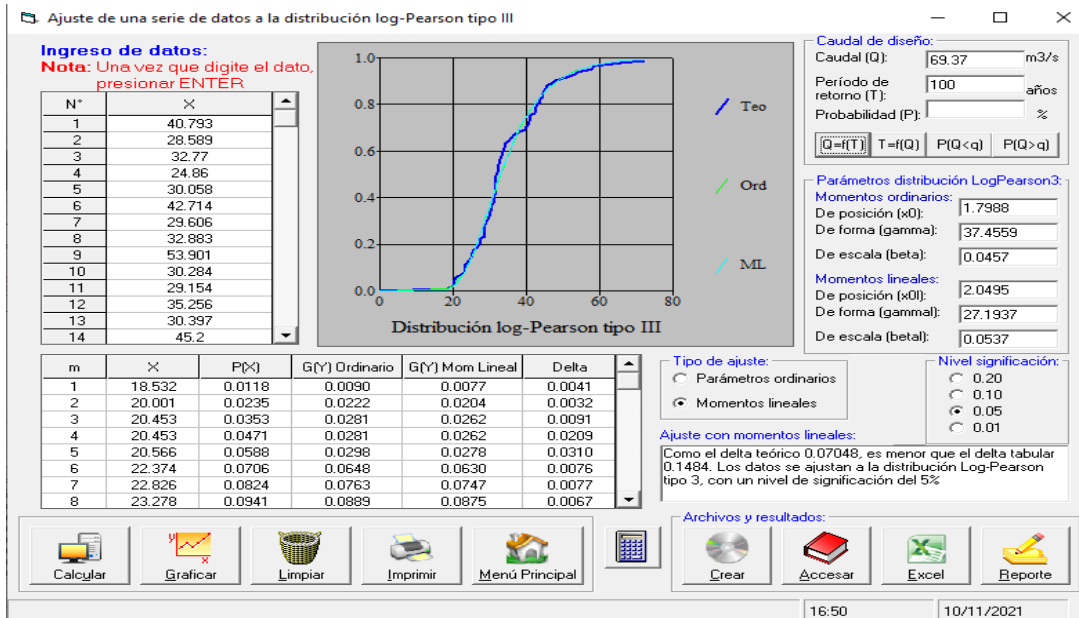 Ajuste de una serie de datos a la distribución log-Pearson tipo III
Ingreso de datos:
Nota: Una vez que digite el dato,
presionar ENTER
N° X
1 40.793
2 28.589
3 32.77
4 24.86
5 30.058
6 42.714
7 29.606
8 32.883
9 53.901
10 30.284
11 29.154
12 35.256
13 30.397
14 45.2
1.0
0.8
0.6
0.4
0.2
0.0
0 20 40 60 80
Distribución log-Pearson tipo III
Teo
Ord
ML
Caudal de diseño:
Caudal (Q): 69.37 m3/s
Período de
retorno (T): 100 años
Probabilidad (P): %
Q=f(T) T=f(Q) P(Q<q) P(Q>q)
Parámetros distribución LogPearson3:
Momentos ordinarios:
De posición (x0): 1.7988
De forma (gamma): 37.4559
De escala (beta): 0.0457
Momentos lineales:
De posición (x0l): 2.0495
De forma (gammal): 27.1937
De escala (betal): 0.0537
m X P(X) G(Y) Ordinario G(Y) Mom Lineal Delta
1 18.532 0.0118 0.0090 0.0077 0.0041
2 20.001 0.0235 0.0222 0.0204 0.0032
3 20.453 0.0353 0.0281 0.0262 0.0091
4 20.453 0.0471 0.0281 0.0262 0.0209
5 20.566 0.0588 0.0298 0.0278 0.0310
6 22.374 0.0706 0.0648 0.0630 0.0076
7 22.826 0.0824 0.0763 0.0747 0.0077
8 23.278 0.0941 0.0889 0.0875 0.0067
Tipo de ajuste:
Parámetros ordinarios
Momentos lineales
Nivel significación:
0.20
0.10
0.05
0.01
Ajuste con momentos lineales:
Como el delta teórico 0.07048, es menor que el delta tabular
0.1484. Los datos se ajustan a la distribución Log-Pearson
tipo 3, con un nivel de significación del 5%
Calcular Graficar Limpiar Imprimir Menú Principal
Archivos y resultados:
Crear Accesar Excel Reporte
16:50 10/11/2021